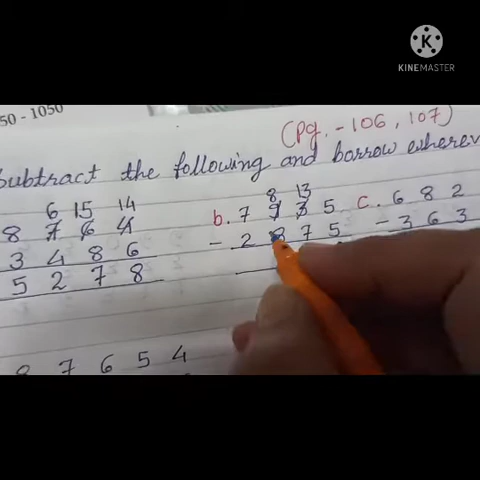 K
KINEMASTER
50 - 1050
(Pg. - 106, 107)
Subtract the following and borrow wherev
6 15 14 8 13
8 7 6 4 b. 7 9 3 5 c. 6 8 2
3 4 8 6 - 2 8 7 5 - 3 6 3
5 2 7 8
8 7 6 5 4